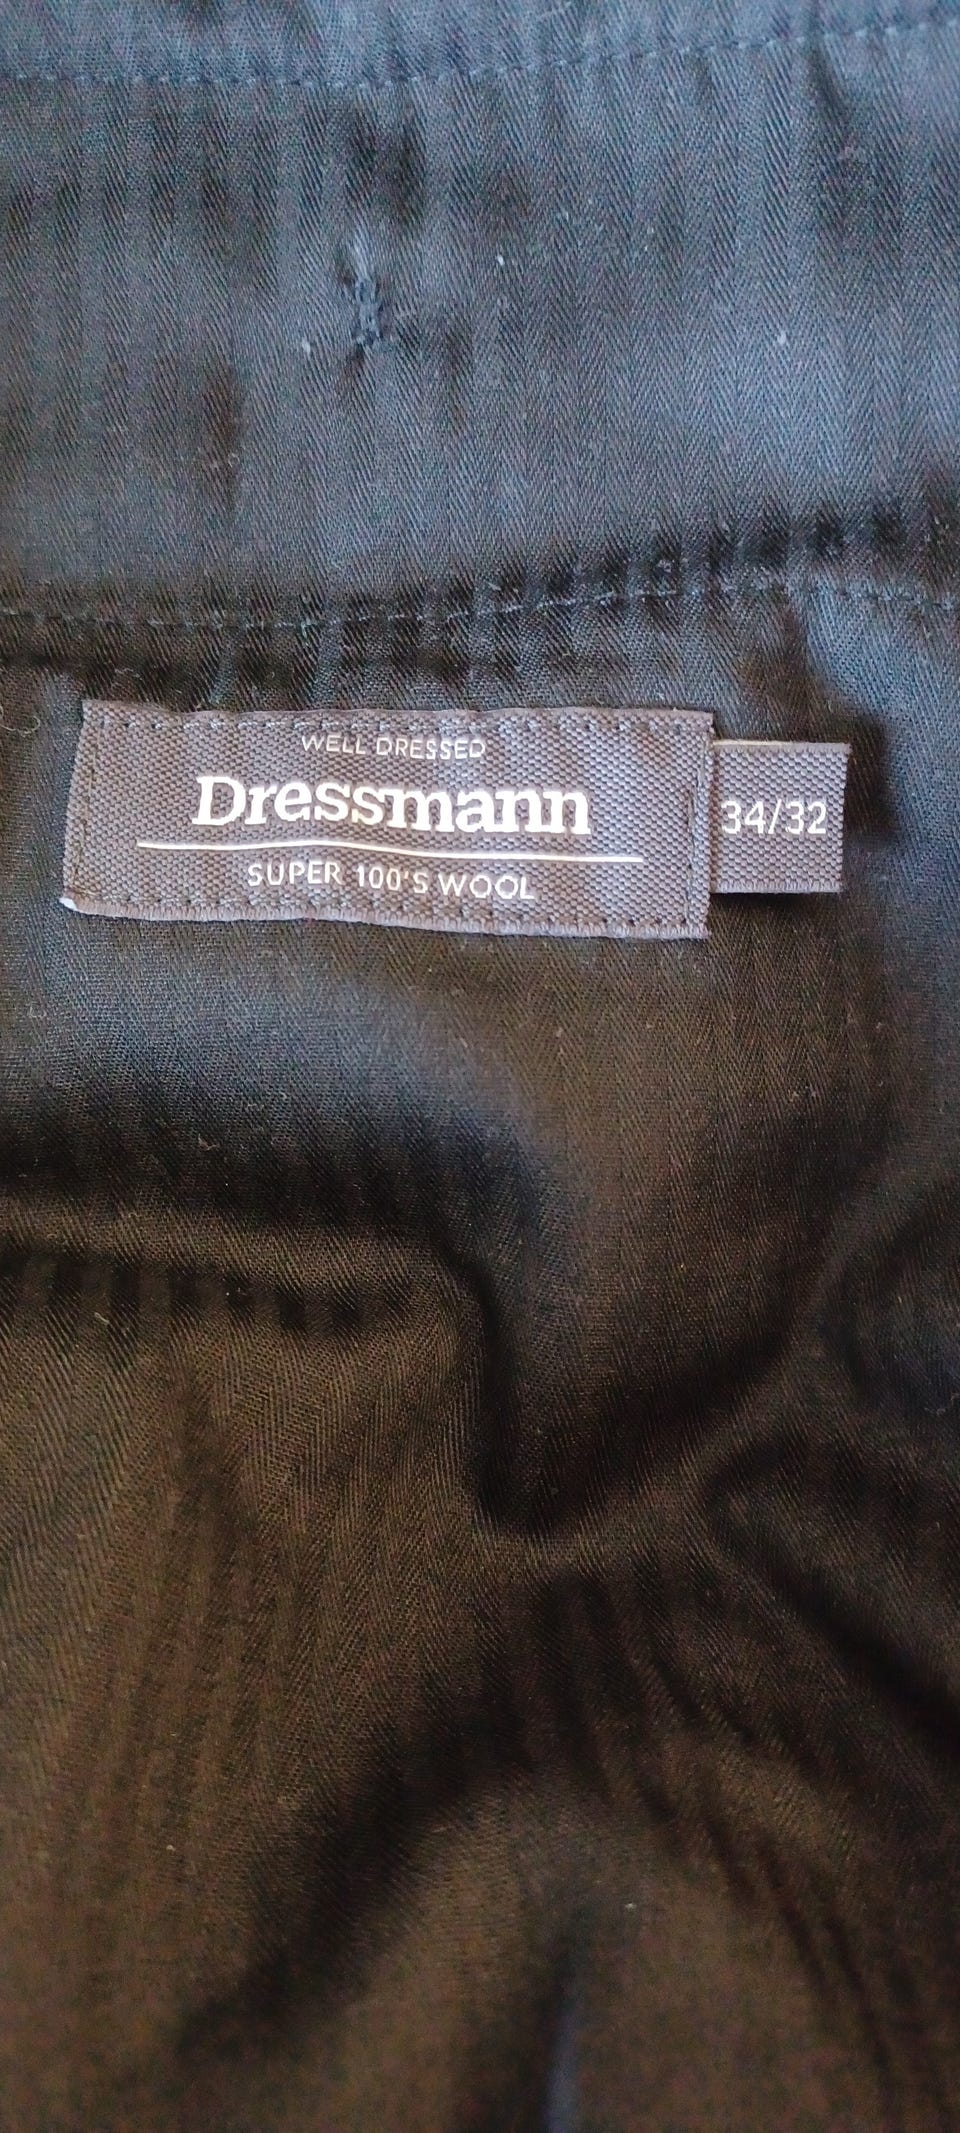 WELL DRESSED
Dressmann
SUPER 100'S WOOL
34/32